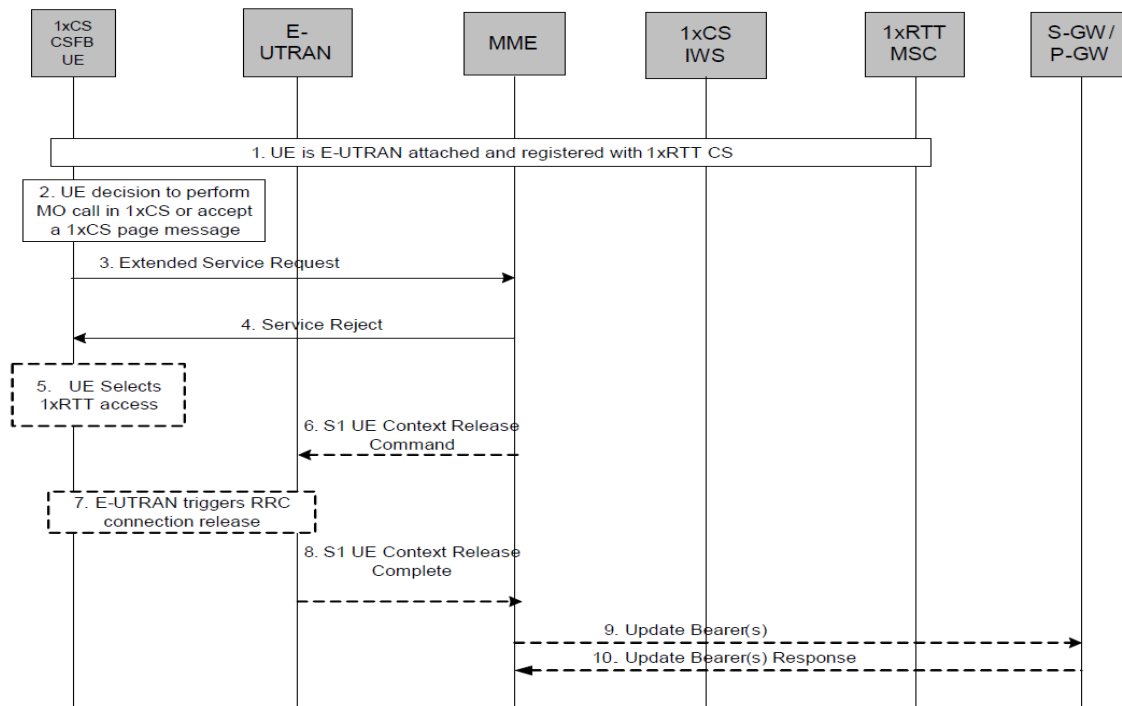 1xCS
CSFB
UE
E-
UTRAN
MME
1xCS
IWS
1xRTT
MSC
S-GW/
P-GW
1. UE is E-UTRAN attached and registered with 1xRTT CS
2. UE decision to perform
MO call in 1xCS or accept
a 1xCS page message
3. Extended Service Request
4. Service Reject
5. UE Selects
1xRTT access
6. S1 UE Context Release
Command
7. E-UTRAN triggers RRC
connection release
8. S1 UE Context Release
Complete
9. Update Bearer(s)
10. Update Bearer(s) Response